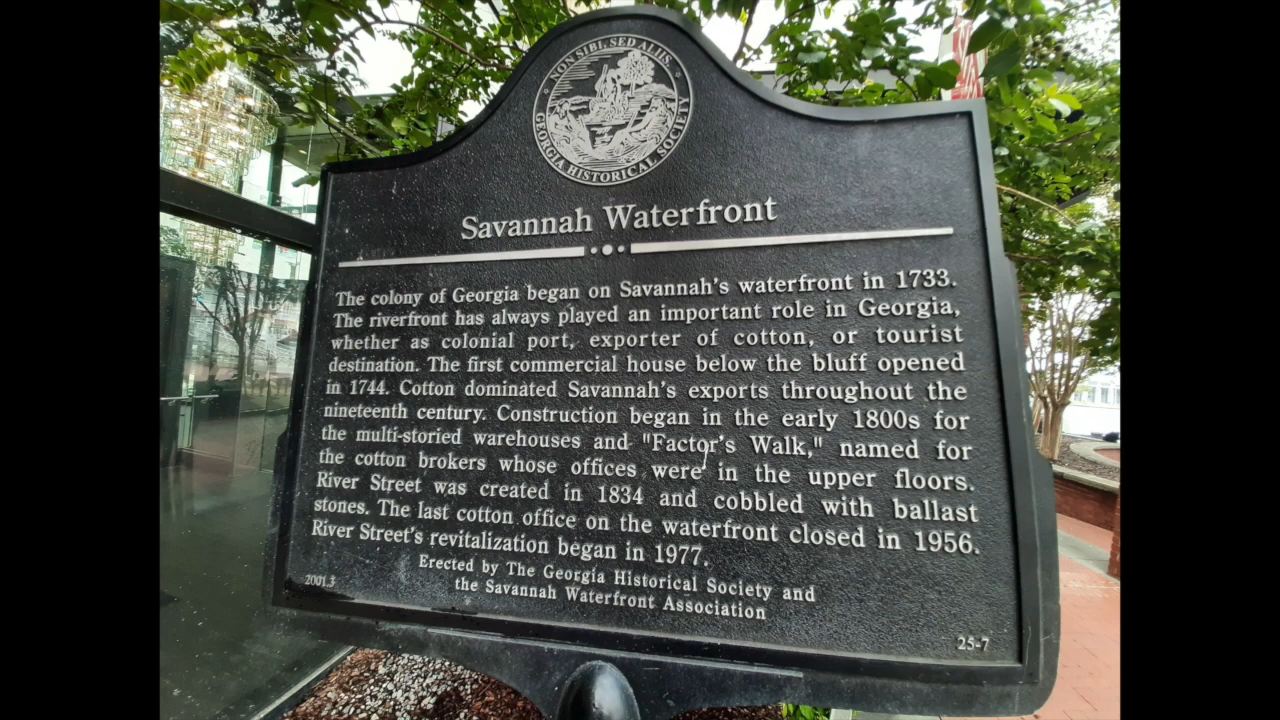 NON SIBI, SED ALIIS.
GEORGIA HISTORICAL SOCIETY
Savannah Waterfront
The colony of Georgia began on Savannah's waterfront in 1733.
The riverfront has always played an important role in Georgia,
whether as colonial port, exporter of cotton, or tourist
destination. The first commercial house below the bluff opened
in 1744. Cotton dominated Savannah's exports throughout the
nineteenth century. Construction began in the early 1800s for
the multi-storied warehouses and "Factor's Walk," named for
the cotton brokers whose offices were in the upper floors.
River Street was created in 1834 and cobbled with ballast
stones. The last cotton office on the waterfront closed in 1956.
River Street's revitalization began in 1977.
Erected by The Georgia Historical Society and
the Savannah Waterfront Association
2001.3
25-7